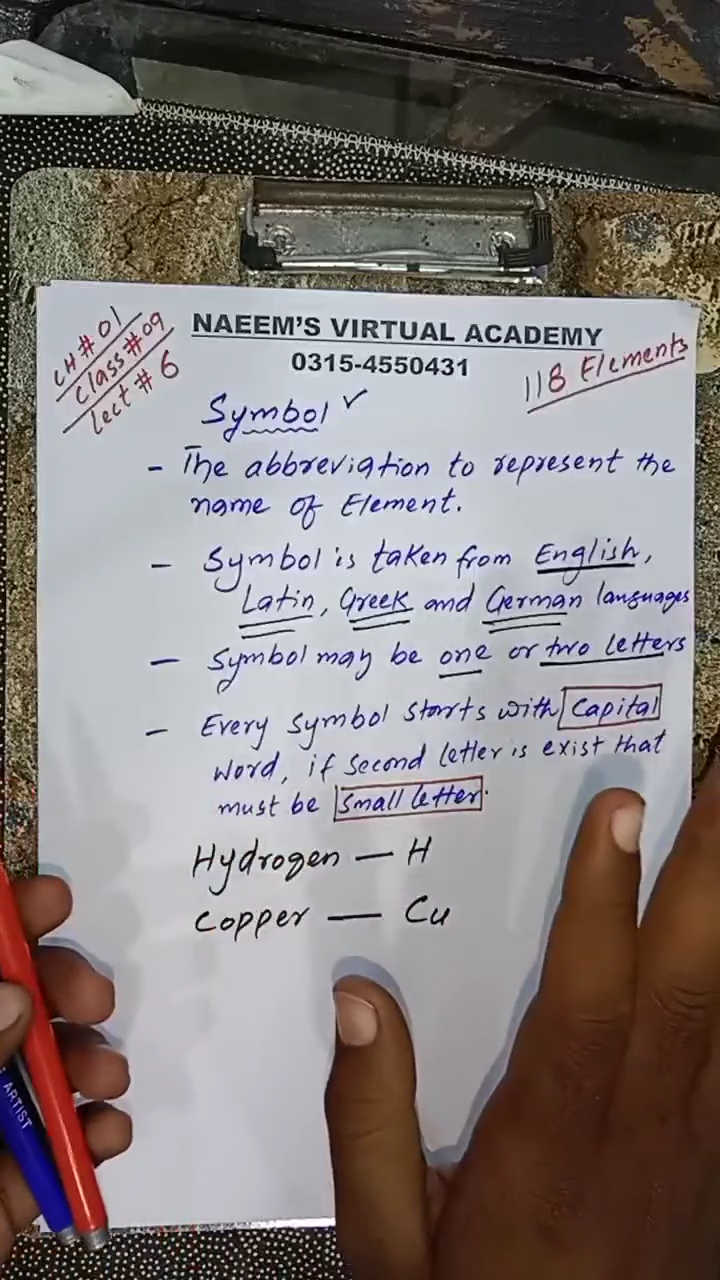 CH # 01
Class # 09
Lect # 6
NAEEM'S VIRTUAL ACADEMY
0315-4550431
118 Elements
Symbol ✓
- The abbreviation to represent the
name of Element.
- Symbol is taken from English,
Latin, Greek and German languages
- Symbol may be one or two letters
- Every symbol starts with Capital
word, if second letter is exist that
must be small letter.
Hydrogen — H
Copper — Cu
ARTIST